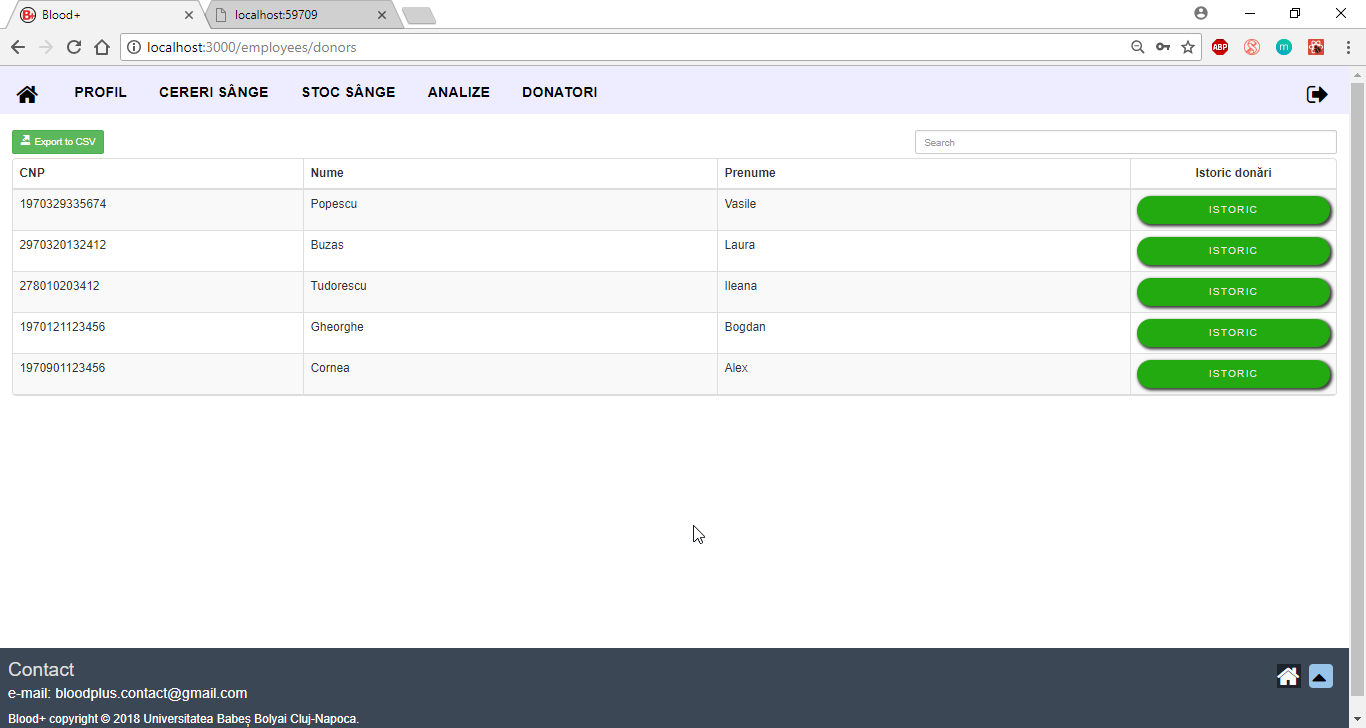 Blood+
localhost:59709
localhost:3000/employees/donors
ABP
m
PROFIL CERERI SÂNGE STOC SÂNGE ANALIZE DONATORI
Export to CSV
Search
CNP Nume Prenume Istoric donări
1970329335674 Popescu Vasile ISTORIC
2970320132412 Buzas Laura ISTORIC
278010203412 Tudorescu Ileana ISTORIC
1970121123456 Gheorghe Bogdan ISTORIC
1970901123456 Cornea Alex ISTORIC
Contact
e-mail: bloodplus.contact@gmail.com
Blood+ copyright © 2018 Universitatea Babeș Bolyai Cluj-Napoca.